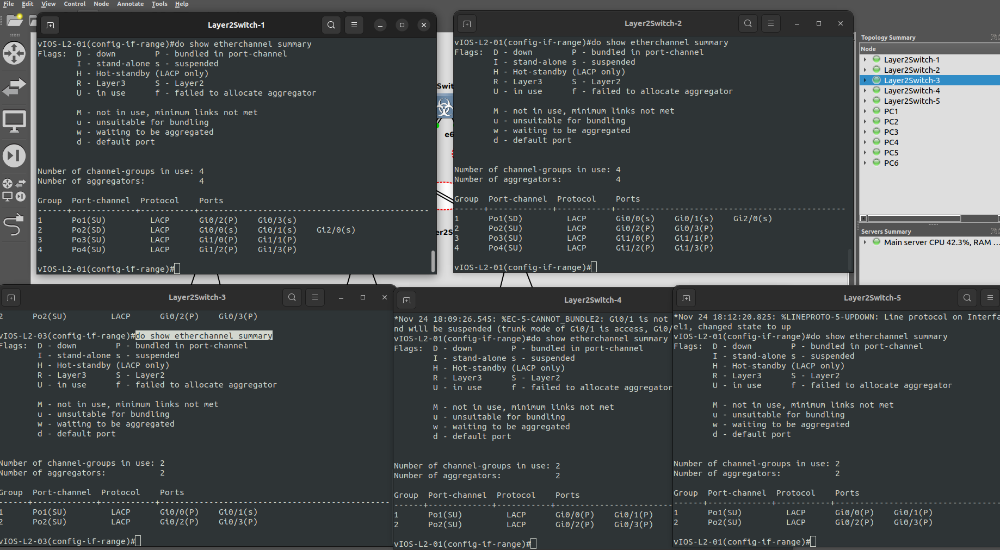 File Edit View Control Node Annotate Tools Help
Layer2Switch-1
vIOS-L2-01(config-if-range)#do show etherchannel summary
Flags:  D - down        P - bundled in port-channel
        I - stand-alone s - suspended
        H - Hot-standby (LACP only)
        R - Layer3      S - Layer2
        U - in use      f - failed to allocate aggregator
        M - not in use, minimum links not met
        u - unsuitable for bundling
        w - waiting to be aggregated
        d - default port
Number of channel-groups in use: 4
Number of aggregators:           4
Group  Port-channel  Protocol    Ports
------+-------------+-----------+-----------------------------------------------
1      Po1(SU)         LACP      Gi0/2(P)    Gi0/3(s)
2      Po2(SD)         LACP      Gi0/0(s)    Gi0/1(s)    Gi2/0(s)
3      Po3(SU)         LACP      Gi1/0(P)    Gi1/1(P)
4      Po4(SU)         LACP      Gi1/2(P)    Gi1/3(P)
vIOS-L2-01(config-if-range)#
Swit
e6
er2S
Layer2Switch-2
vIOS-L2-01(config-if-range)#do show etherchannel summary
Flags:  D - down        P - bundled in port-channel
        I - stand-alone s - suspended
        H - Hot-standby (LACP only)
        R - Layer3      S - Layer2
        U - in use      f - failed to allocate aggregator
        M - not in use, minimum links not met
        u - unsuitable for bundling
        w - waiting to be aggregated
        d - default port
Number of channel-groups in use: 4
Number of aggregators:           4
Group  Port-channel  Protocol    Ports
------+-------------+-----------+-----------------------------------------------
1      Po1(SD)         LACP      Gi0/0(s)    Gi0/1(s)    Gi2/0(s)
2      Po2(SU)         LACP      Gi0/2(P)    Gi0/3(P)
3      Po3(SU)         LACP      Gi1/0(P)    Gi1/1(P)
4      Po4(SU)         LACP      Gi1/2(P)    Gi1/3(P)
vIOS-L2-01(config-if-range)#
Topology Summary
Node
Layer2Switch-1
Layer2Switch-2
Layer2Switch-3
Layer2Switch-4
Layer2Switch-5
PC1
PC2
PC3
PC4
PC5
PC6
Servers Summary
Main server CPU 42.3%, RAM ...
Layer2Switch-3
2      Po2(SU)         LACP      Gi0/2(P)    Gi0/3(P)
vIOS-L2-03(config-if-range)#do show etherchannel summary
Flags:  D - down        P - bundled in port-channel
        I - stand-alone s - suspended
        H - Hot-standby (LACP only)
        R - Layer3      S - Layer2
        U - in use      f - failed to allocate aggregator
        M - not in use, minimum links not met
        u - unsuitable for bundling
        w - waiting to be aggregated
        d - default port
Number of channel-groups in use: 2
Number of aggregators:           2
Group  Port-channel  Protocol    Ports
------+-------------+-----------+-----------------------------------------------
1      Po1(SU)         LACP      Gi0/0(P)    Gi0/1(s)
2      Po2(SU)         LACP      Gi0/2(P)    Gi0/3(P)
vIOS-L2-03(config-if-range)#
Layer2Switch-4
*Nov 24 18:09:26.545: %EC-5-CANNOT_BUNDLE2: Gi0/1 is not
nd will be suspended (trunk mode of Gi0/1 is access, Gi0/
vIOS-L2-01(config-if-range)#do show etherchannel summary
Flags:  D - down        P - bundled in port-channel
        I - stand-alone s - suspended
        H - Hot-standby (LACP only)
        R - Layer3      S - Layer2
        U - in use      f - failed to allocate aggregator
        M - not in use, minimum links not met
        u - unsuitable for bundling
        w - waiting to be aggregated
        d - default port
Number of channel-groups in use: 2
Number of aggregators:           2
Group  Port-channel  Protocol    Ports
------+-------------+-----------+------------
1      Po1(SU)         LACP      Gi0/0(P)    Gi0/1(P)
2      Po2(SU)         LACP      Gi0/2(P)    Gi0/3(P)
vIOS-L2-01(config-if-range)#
Layer2Switch-5
*Nov 24 18:12:20.825: %LINEPROTO-5-UPDOWN: Line protocol on Interfa
el1, changed state to up
vIOS-L2-01(config-if-range)#do show etherchannel summary
Flags:  D - down        P - bundled in port-channel
        I - stand-alone s - suspended
        H - Hot-standby (LACP only)
        R - Layer3      S - Layer2
        U - in use      f - failed to allocate aggregator
        M - not in use, minimum links not met
        u - unsuitable for bundling
        w - waiting to be aggregated
        d - default port
Number of channel-groups in use: 2
Number of aggregators:           2
Group  Port-channel  Protocol    Ports
------+-------------+-----------+----------------------------------
1      Po1(SU)         LACP      Gi0/0(P)    Gi0/1(P)
2      Po2(SU)         LACP      Gi0/2(P)    Gi0/3(P)
vIOS-L2-01(config-if-range)#